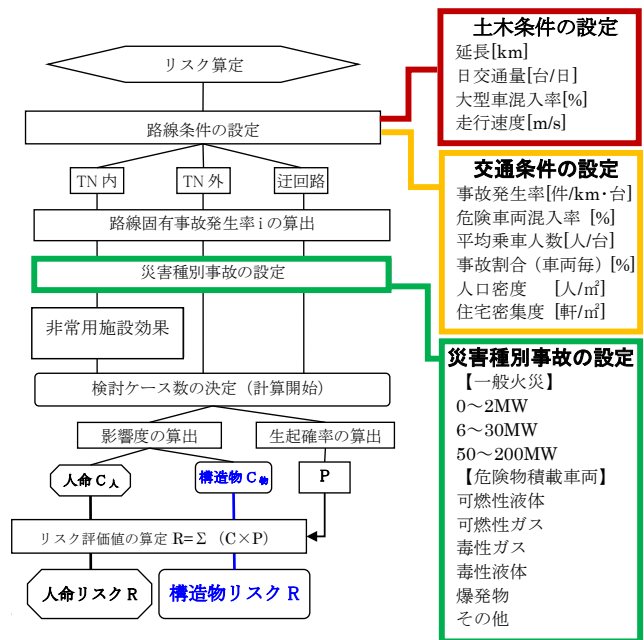 リスク算定
路線条件の設定
TN 内
TN 外
迂回路
路線固有事故発生率 i の算出
災害種別事故の設定
非常用施設効果
検討ケース数の決定（計算開始）
影響度の算出
生起確率の算出
人命 C人
構造物 C物
P
リスク評価値の算定 R=Σ（C×P）
人命リスク R
構造物リスク R
土木条件の設定
延長[km]
日交通量[台/日]
大型車混入率[%]
走行速度[m/s]
交通条件の設定
事故発生率[件/km・台]
危険車両混入率 [%]
平均乗車人数[人/台]
事故割合（車両毎）[%]
人口密度 [人/㎡]
住宅密集度 [軒/㎡]
災害種別事故の設定
【一般火災】
0～2MW
6～30MW
50～200MW
【危険物積載車両】
可燃性液体
可燃性ガス
毒性ガス
毒性液体
爆発物
その他